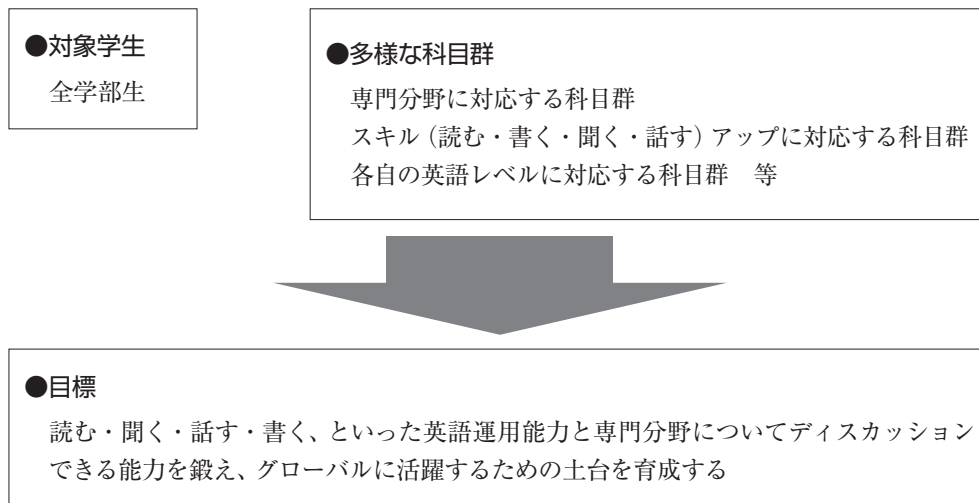 ●対象学生
全学部生
●多様な科目群
専門分野に対応する科目群
スキル（読む・書く・聞く・話す）アップに対応する科目群
各自の英語レベルに対応する科目群　等
●目標
読む・聞く・話す・書く、といった英語運用能力と専門分野についてディスカッション
できる能力を鍛え、グローバルに活躍するための土台を育成する